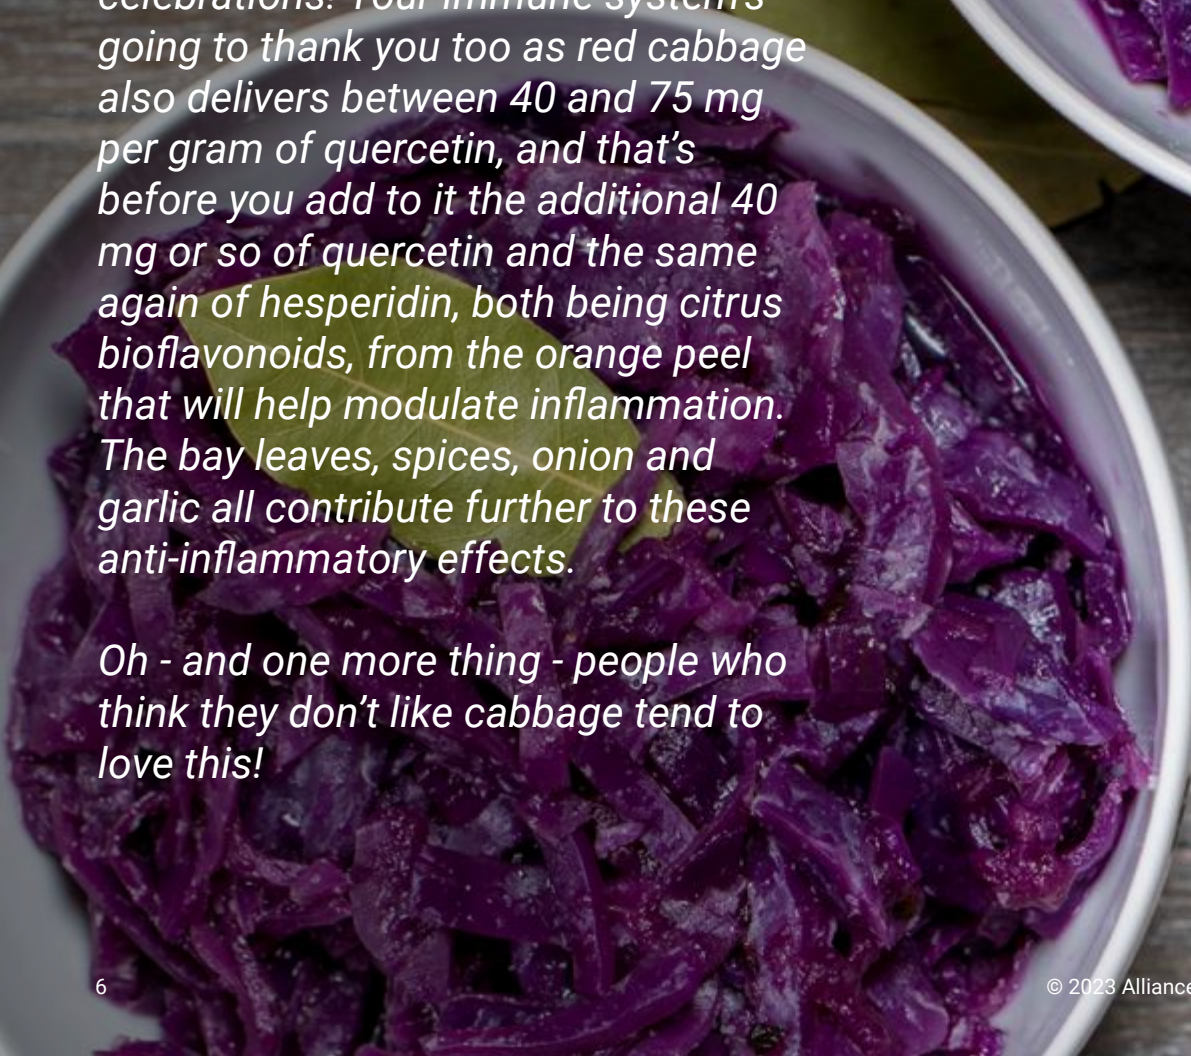 celebrations! Your immune system's
going to thank you too as red cabbage
also delivers between 40 and 75 mg
per gram of quercetin, and that’s
before you add to it the additional 40
mg or so of quercetin and the same
again of hesperidin, both being citrus
bioflavonoids, from the orange peel
that will help modulate inflammation.
The bay leaves, spices, onion and
garlic all contribute further to these
anti-inflammatory effects.
Oh - and one more thing - people who
think they don’t like cabbage tend to
love this!
6
© 2023 Alliance